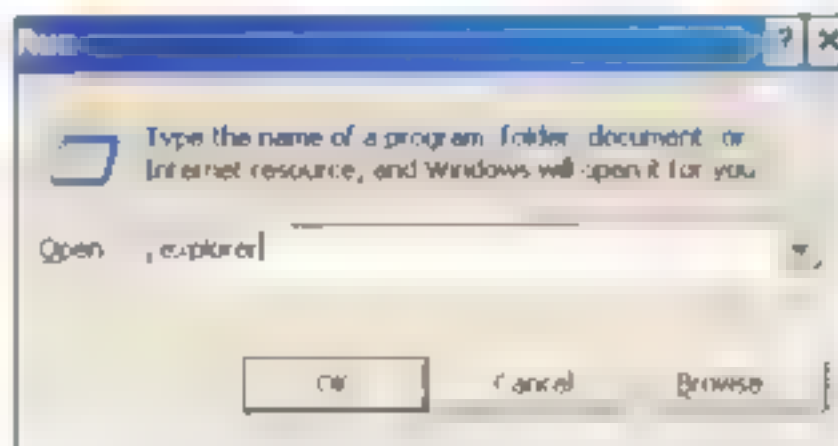 Run
?
Type the name of a program folder document or
Internet resource, and Windows will open it for you
Open explorer
OK Cancel Browse